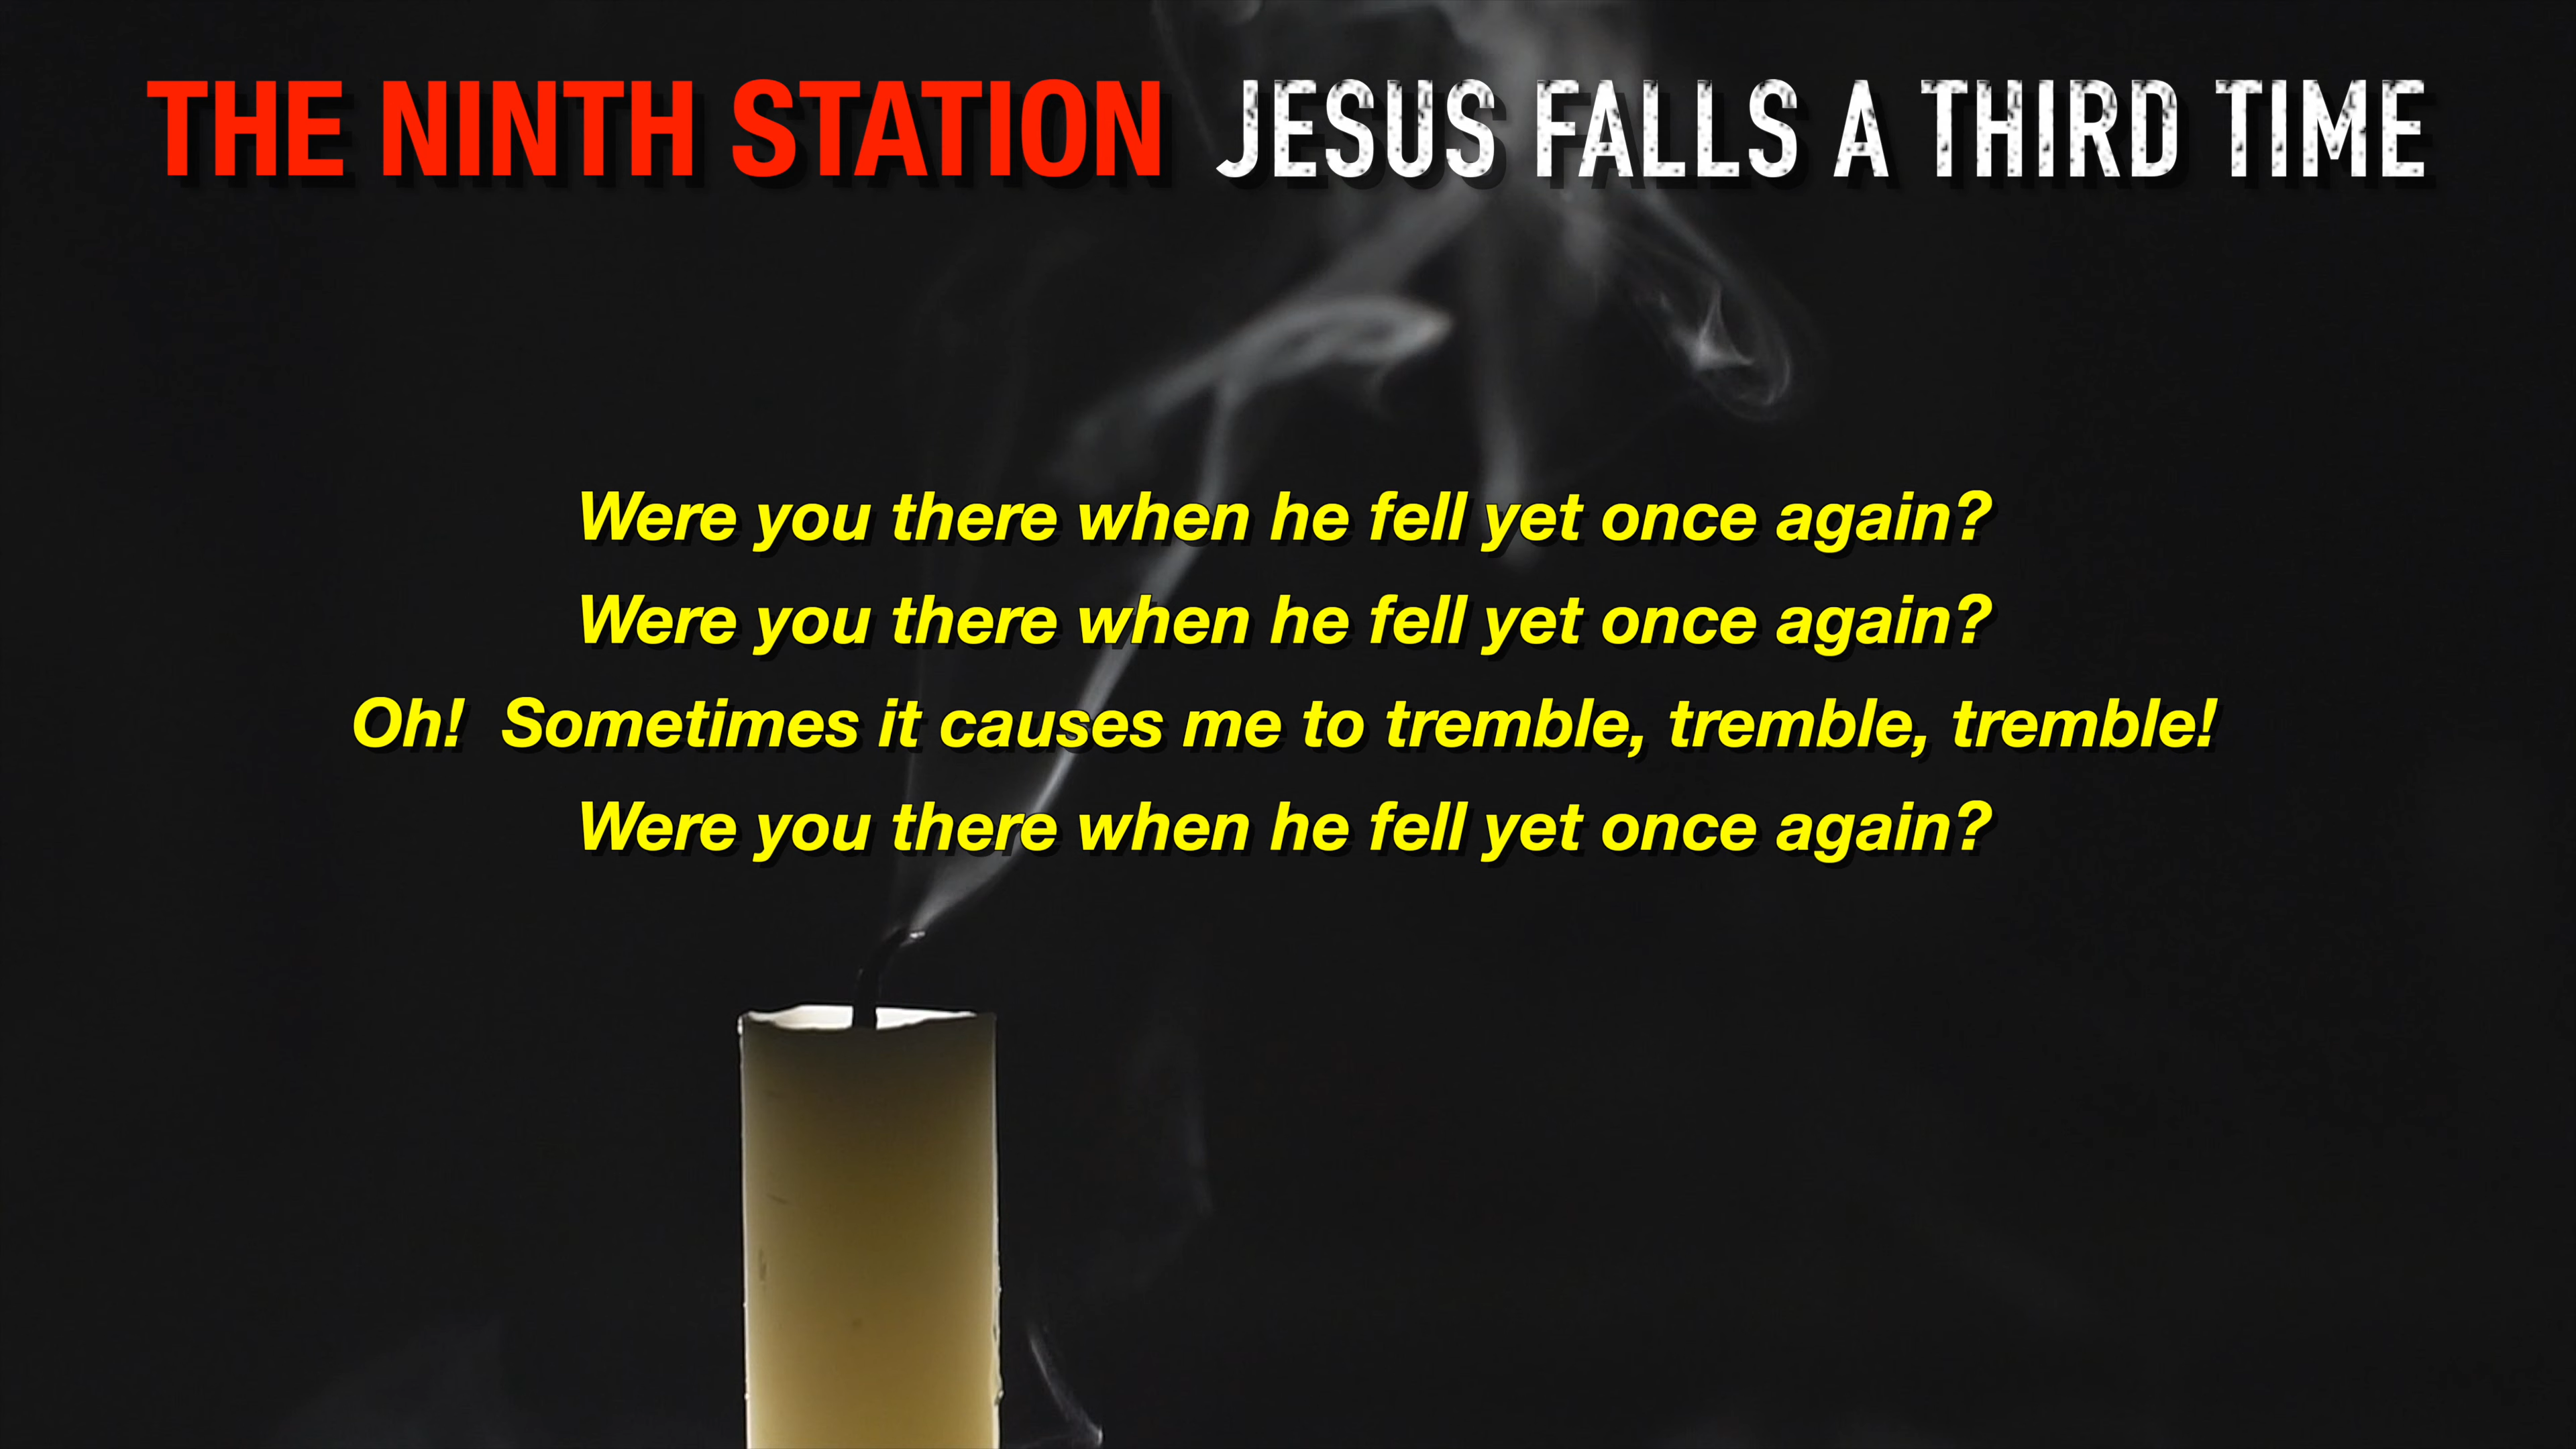 THE NINTH STATION JESUS FALLS A THIRD TIME
Were you there when he fell yet once again?
Were you there when he fell yet once again?
Oh!  Sometimes it causes me to tremble, tremble, tremble!
Were you there when he fell yet once again?